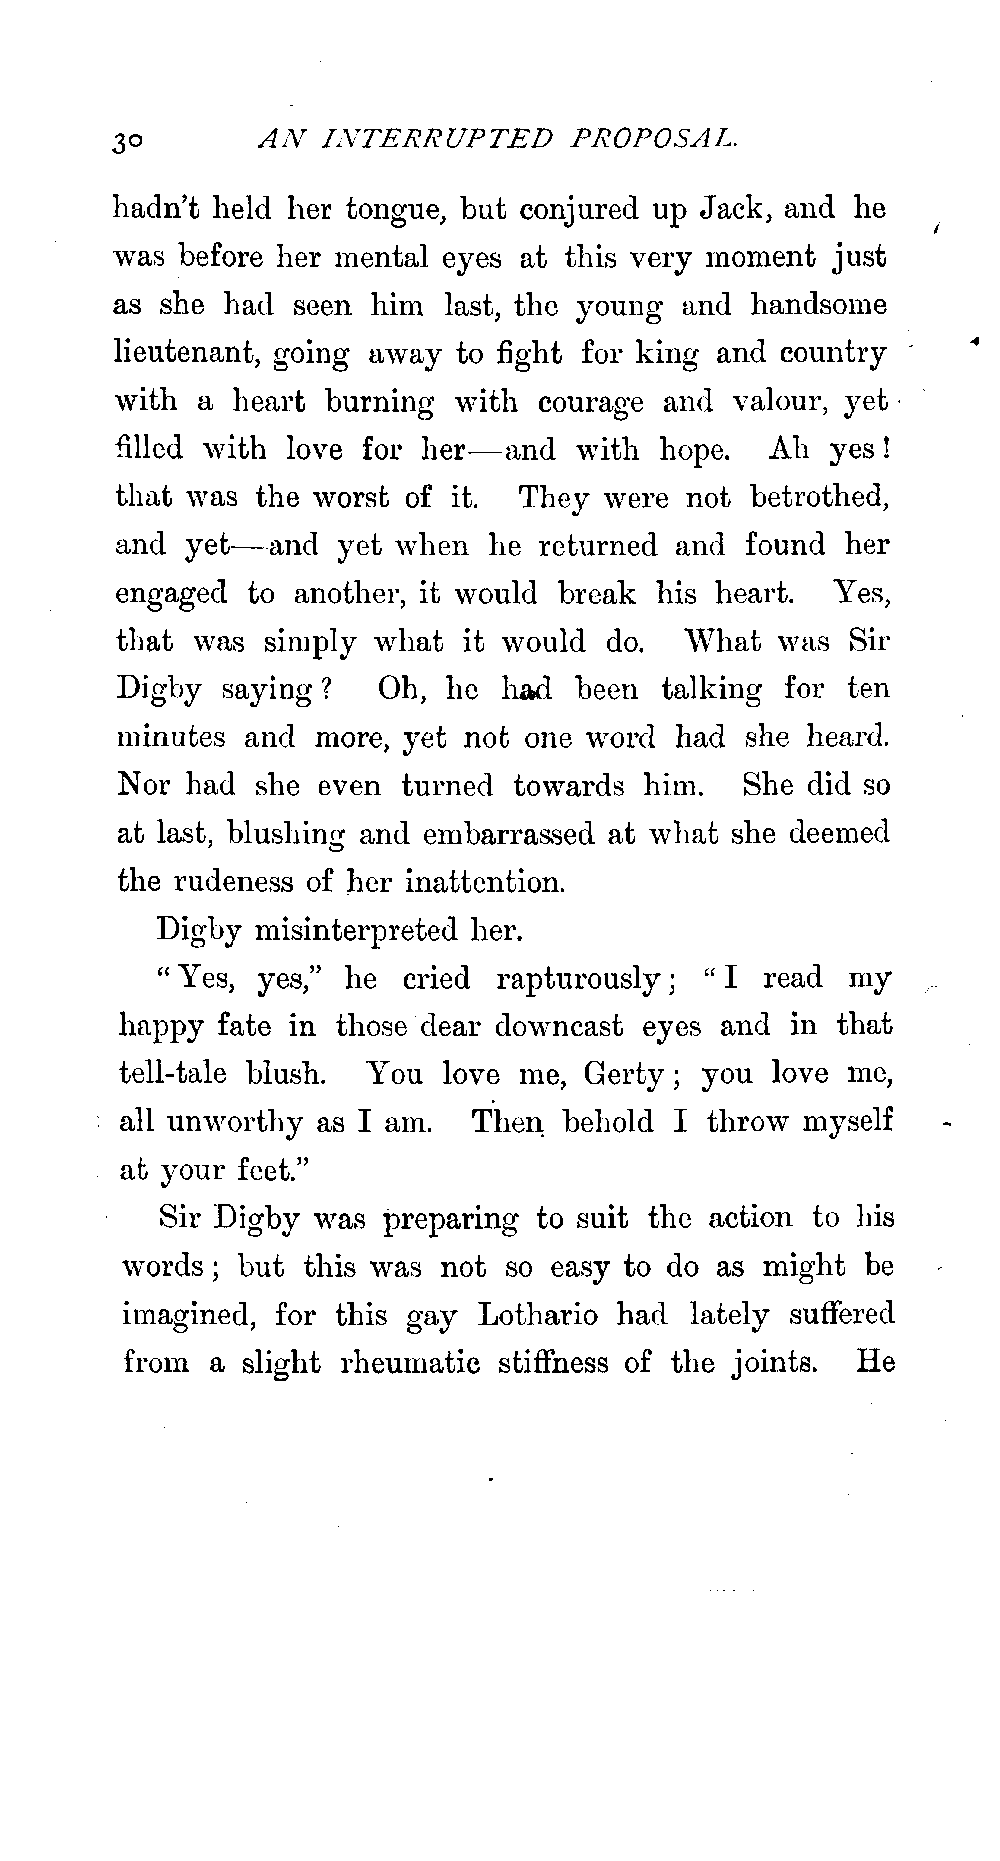 30 AN INTERRUPTED PROPOSAL.
hadn't held her tongue, but conjured up Jack, and he
was before her mental eyes at this very moment just
as she had seen him last, the young and handsome
lieutenant, going away to fight for king and country
with a heart burning with courage and valour, yet
filled with love for her—and with hope. Ah yes!
that was the worst of it. They were not betrothed,
and yet—and yet when he returned and found her
engaged to another, it would break his heart. Yes,
that was simply what it would do. What was Sir
Digby saying? Oh, he had been talking for ten
minutes and more, yet not one word had she heard.
Nor had she even turned towards him. She did so
at last, blushing and embarrassed at what she deemed
the rudeness of her inattention.
Digby misinterpreted her.
"Yes, yes," he cried rapturously; "I read my
happy fate in those dear downcast eyes and in that
tell-tale blush. You love me, Gerty; you love me,
all unworthy as I am. Then behold I throw myself
at your feet."
Sir Digby was preparing to suit the action to his
words; but this was not so easy to do as might be
imagined, for this gay Lothario had lately suffered
from a slight rheumatic stiffness of the joints. He